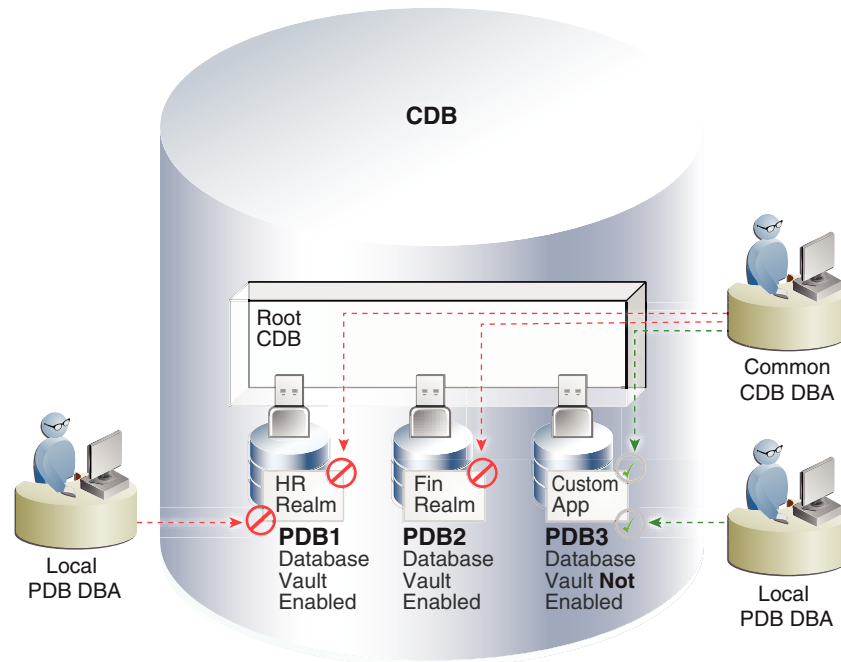 CDB
Root
CDB
Common
CDB DBA
HR
Realm
Fin
Realm
Custom
App
PDB1
Database
Vault
Enabled
PDB2
Database
Vault
Enabled
PDB3
Database
Vault Not
Enabled
Local
PDB DBA
Local
PDB DBA